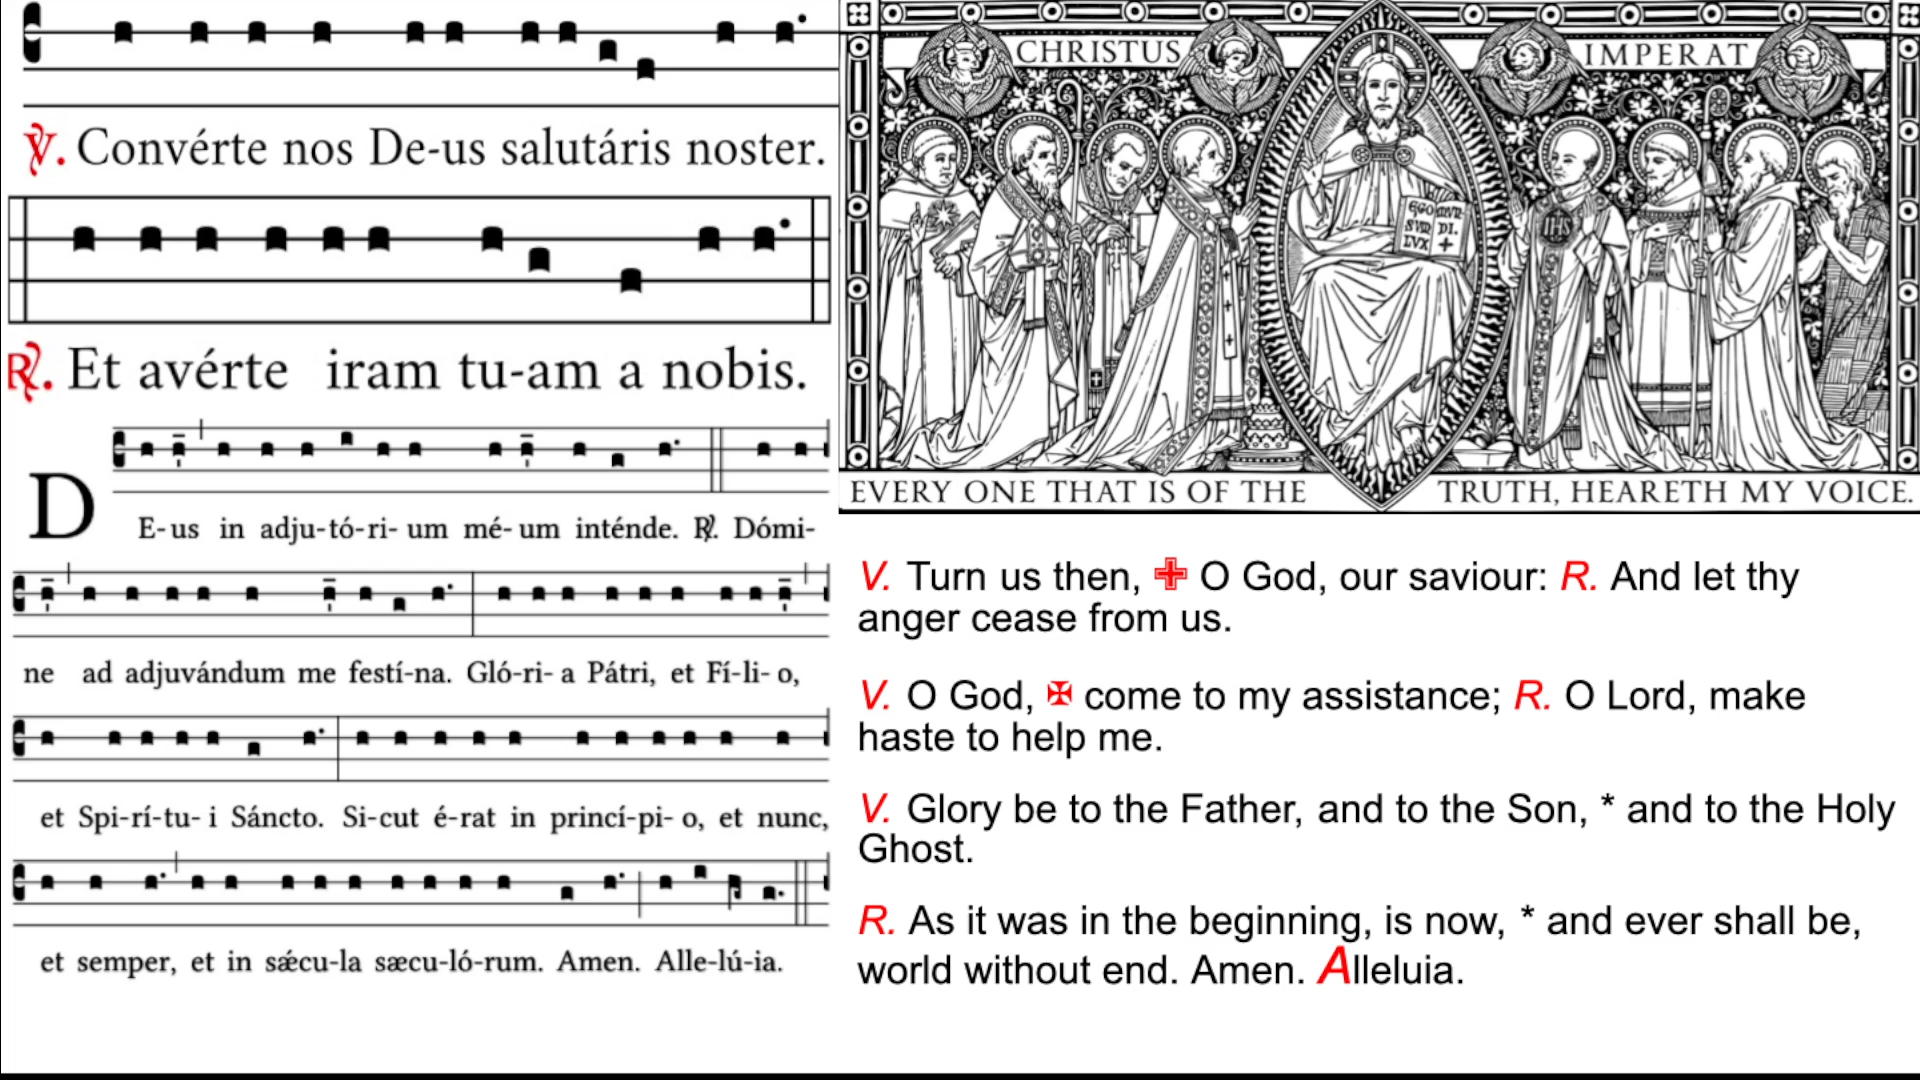 ℣. Convérte nos De-us salutáris noster.
℟. Et avérte iram tu-am a nobis.
DE-us in adju-tó-ri-um mé-um inténde. ℟. Dómi-
ne ad adjuvándum me festí-na. Gló-ri-a Pátri, et Fí-li-o,
et Spi-rí-tu-i Sáncto. Si-cut é-rat in princí-pi-o, et nunc,
et semper, et in sǽcu-la sæcu-ló-rum. Amen. Alle-lú-ia.
CHRISTUS IMPERAT
EGO MVN
SVM DI.
LVX +
IHS
EVERY ONE THAT IS OF THE TRUTH, HEARETH MY VOICE.
V. Turn us then, ✙ O God, our saviour: R. And let thy
anger cease from us.
V. O God, ✠ come to my assistance; R. O Lord, make
haste to help me.
V. Glory be to the Father, and to the Son, * and to the Holy
Ghost.
R. As it was in the beginning, is now, * and ever shall be,
world without end. Amen. Alleluia.